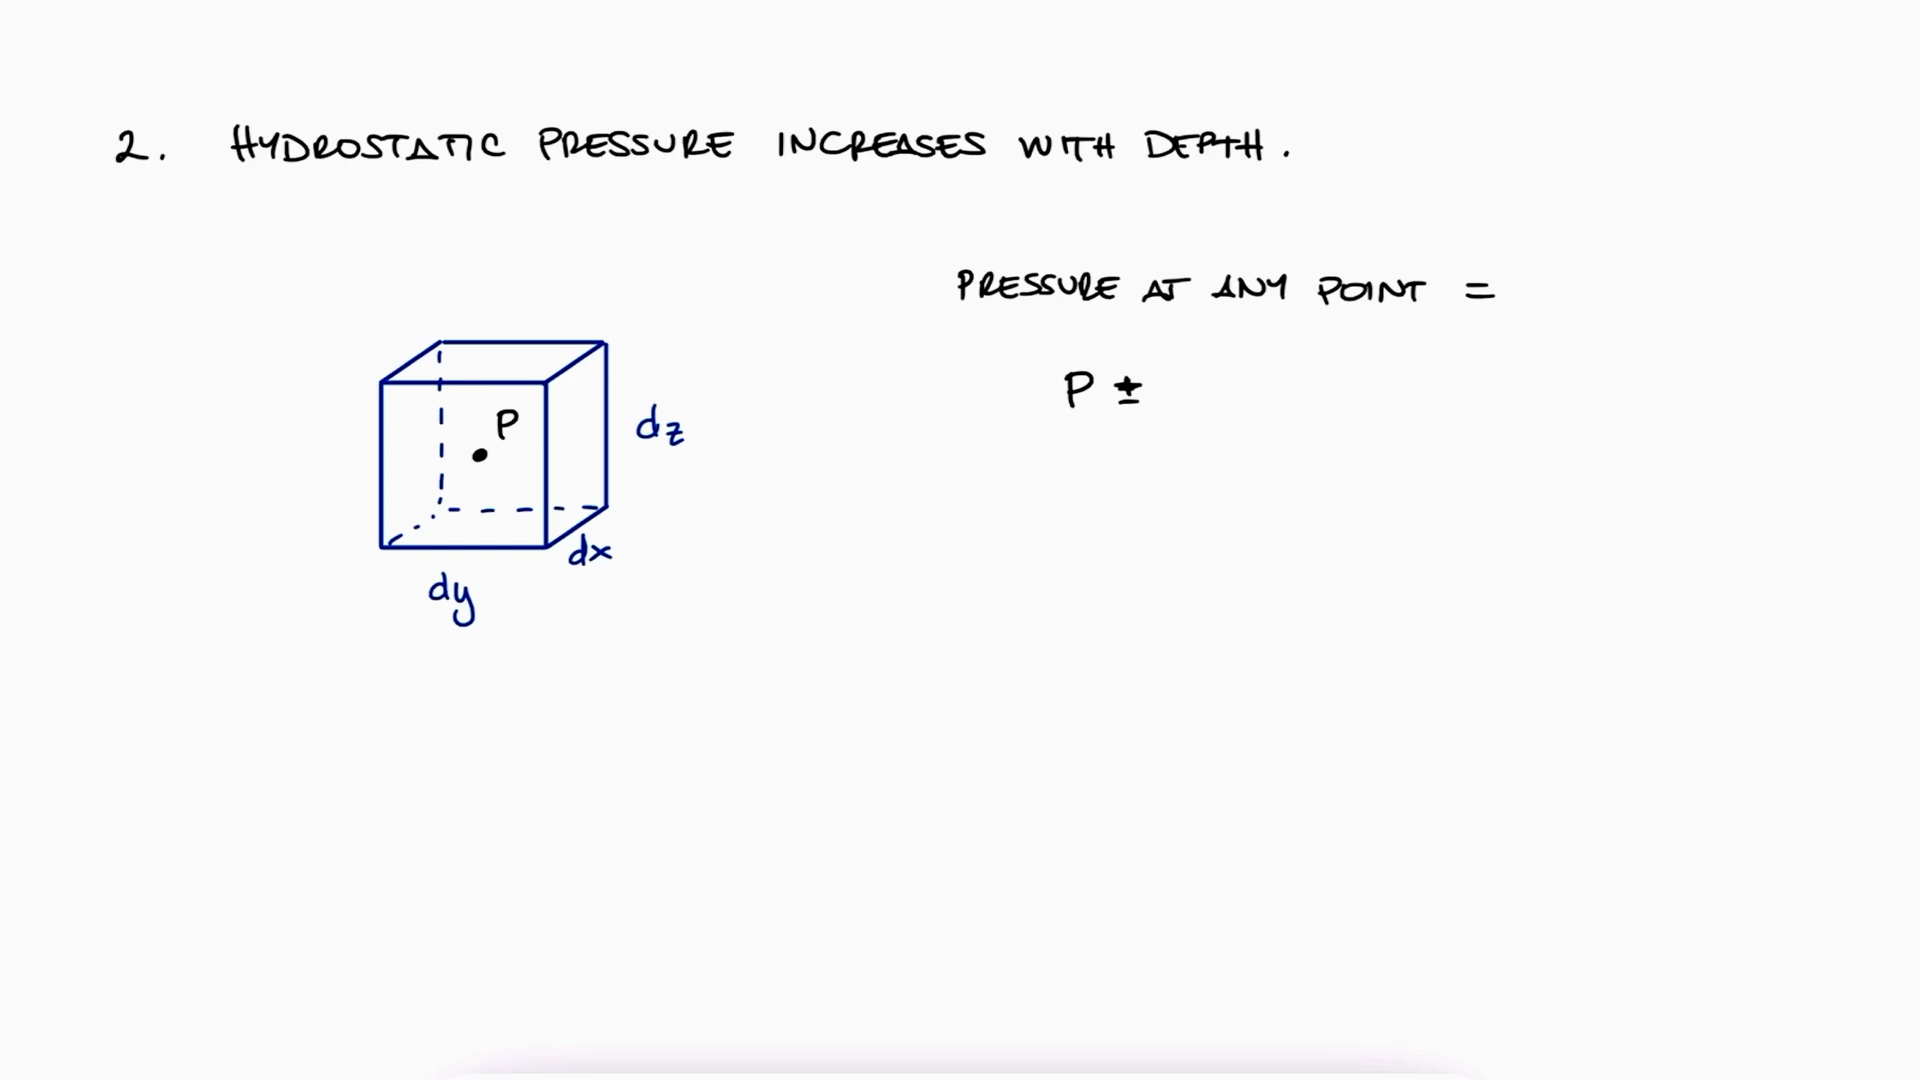 2. HYDROSTATIC PRESSURE INCREASES WITH DEPTH.
PRESSURE AT ANY POINT =
P ±
P
dz
dx
dy